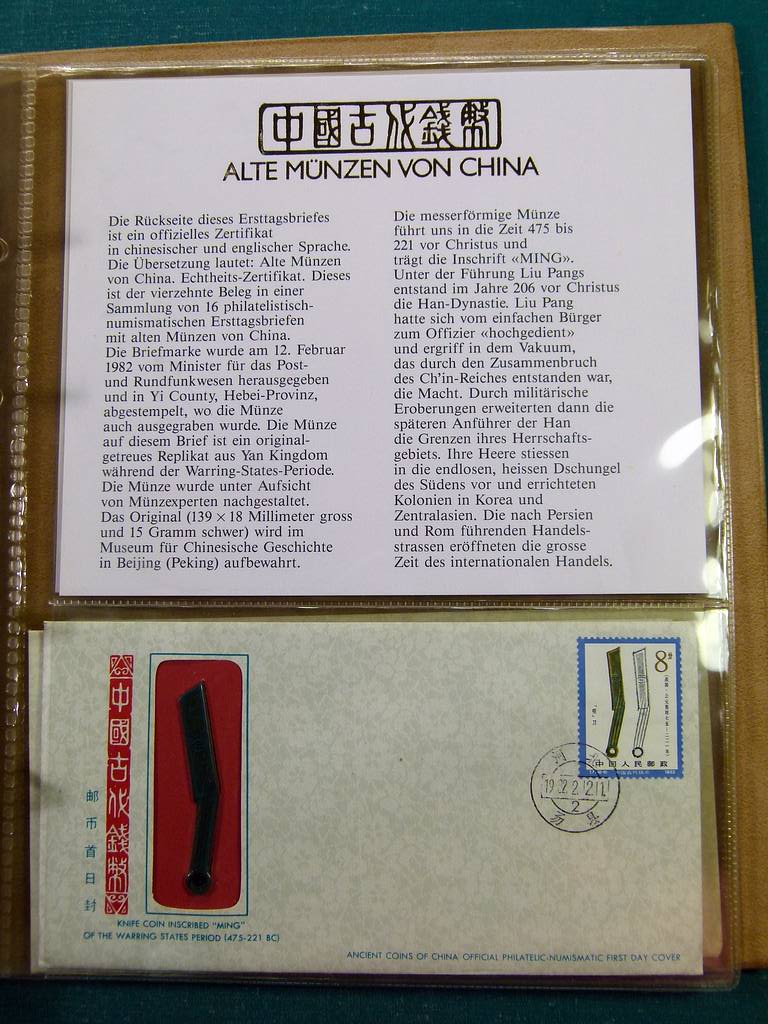 中國古代錢幣
ALTE MÜNZEN VON CHINA
Die Rückseite dieses Ersttagsbriefes
ist ein offizielles Zertifikat
in chinesischer und englischer Sprache.
Die Übersetzung lautet: Alte Münzen
von China. Echtheits-Zertifikat. Dieses
ist der vierzehnte Beleg in einer
Sammlung von 16 philatelistisch-
numismatischen Ersttagsbriefen
mit alten Münzen von China.
Die Briefmarke wurde am 12. Februar
1982 vom Minister für das Post-
und Rundfunkwesen herausgegeben
und in Yi County, Hebei-Provinz,
abgestempelt, wo die Münze
auch ausgegraben wurde. Die Münze
auf diesem Brief ist ein original-
getreues Replikat aus Yan Kingdom
während der Warring-States-Periode.
Die Münze wurde unter Aufsicht
von Münzexperten nachgestaltet.
Das Original (139 × 18 Millimeter gross
und 15 Gramm schwer) wird im
Museum für Chinesische Geschichte
in Beijing (Peking) aufbewahrt.
Die messerförmige Münze
führt uns in die Zeit 475 bis
221 vor Christus und
trägt die Inschrift «MING».
Unter der Führung Liu Pangs
entstand im Jahre 206 vor Christus
die Han-Dynastie. Liu Pang
hatte sich vom einfachen Bürger
zum Offizier «hochgedient»
und ergriff in dem Vakuum,
das durch den Zusammenbruch
des Ch'in-Reiches entstanden war,
die Macht. Durch militärische
Eroberungen erweiterten dann die
späteren Anführer der Han
die Grenzen ihres Herrschafts-
gebiets. Ihre Heere stiessen
in die endlosen, heissen Dschungel
des Südens vor und errichteten
Kolonien in Korea und
Zentralasien. Die nach Persien
und Rom führenden Handels-
strassen eröffneten die grosse
Zeit des internationalen Handels.
中國古代錢幣
邮币首日封
KNIFE COIN INSCRIBED "MING"
OF THE WARRING STATES PERIOD (475-221 BC)
8分
中国人民邮政
1982.2.12.11
2
易县
ANCIENT COINS OF CHINA OFFICIAL PHILATELIC-NUMISMATIC FIRST DAY COVER